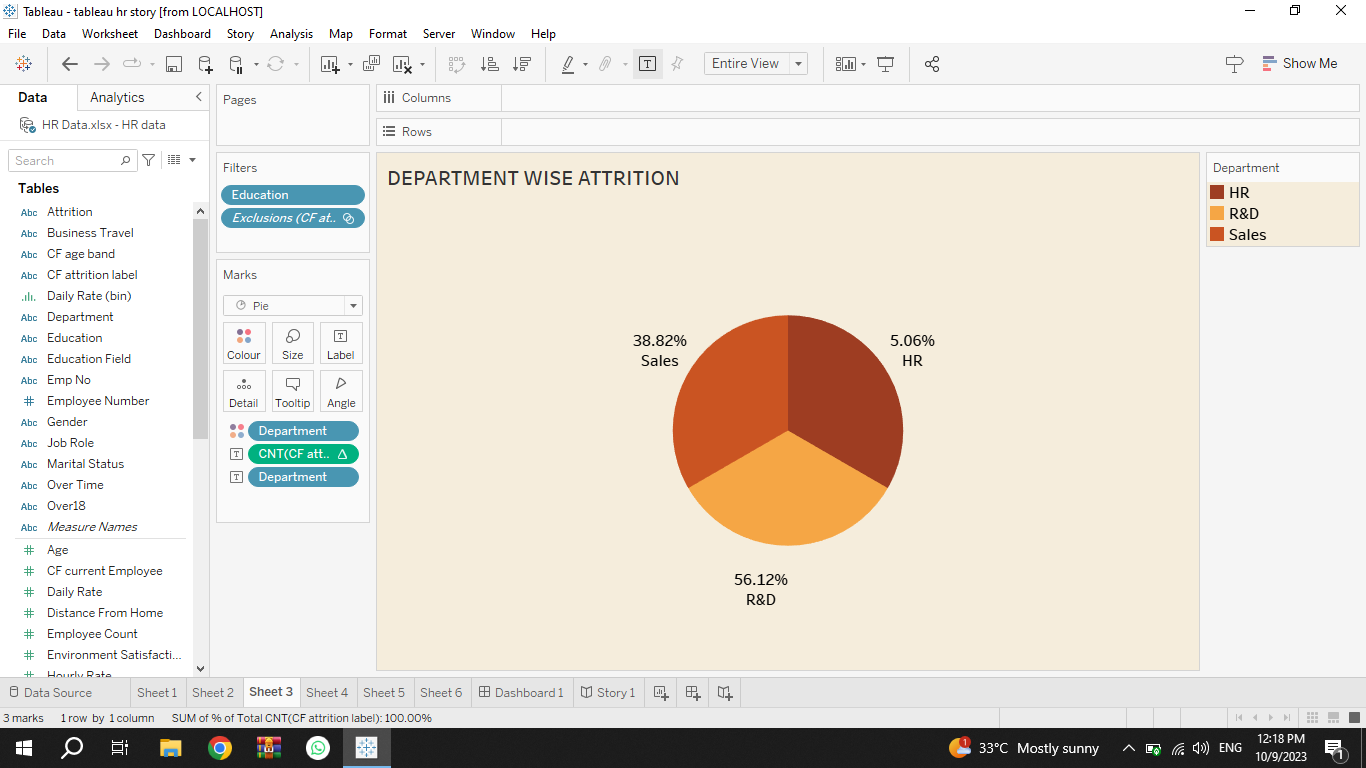 Tableau - tableau hr story [from LOCALHOST]
File Data Worksheet Dashboard Story Analysis Map Format Server Window Help
Entire View
Show Me
Data Analytics
HR Data.xlsx - HR data
Search
Tables
Abc Attrition
Abc Business Travel
Abc CF age band
Abc CF attrition label
Daily Rate (bin)
Abc Department
Abc Education
Abc Education Field
Abc Emp No
# Employee Number
Abc Gender
Abc Job Role
Abc Marital Status
Abc Over Time
Abc Over18
Abc Measure Names
# Age
# CF current Employee
# Daily Rate
# Distance From Home
# Employee Count
# Environment Satisfacti...
# Hourly Rate
Pages
Filters
Education
Exclusions (CF at..
Marks
Pie
Colour Size Label
Detail Tooltip Angle
Department
CNT(CF att..
Department
Columns
Rows
DEPARTMENT WISE ATTRITION
38.82%
Sales
5.06%
HR
56.12%
R&D
Department
HR
R&D
Sales
Data Source Sheet 1 Sheet 2 Sheet 3 Sheet 4 Sheet 5 Sheet 6 Dashboard 1 Story 1
3 marks 1 row by 1 column SUM of % of Total CNT(CF attrition label): 100.00%
1 33°C Mostly sunny ENG 12:18 PM
10/9/2023 1